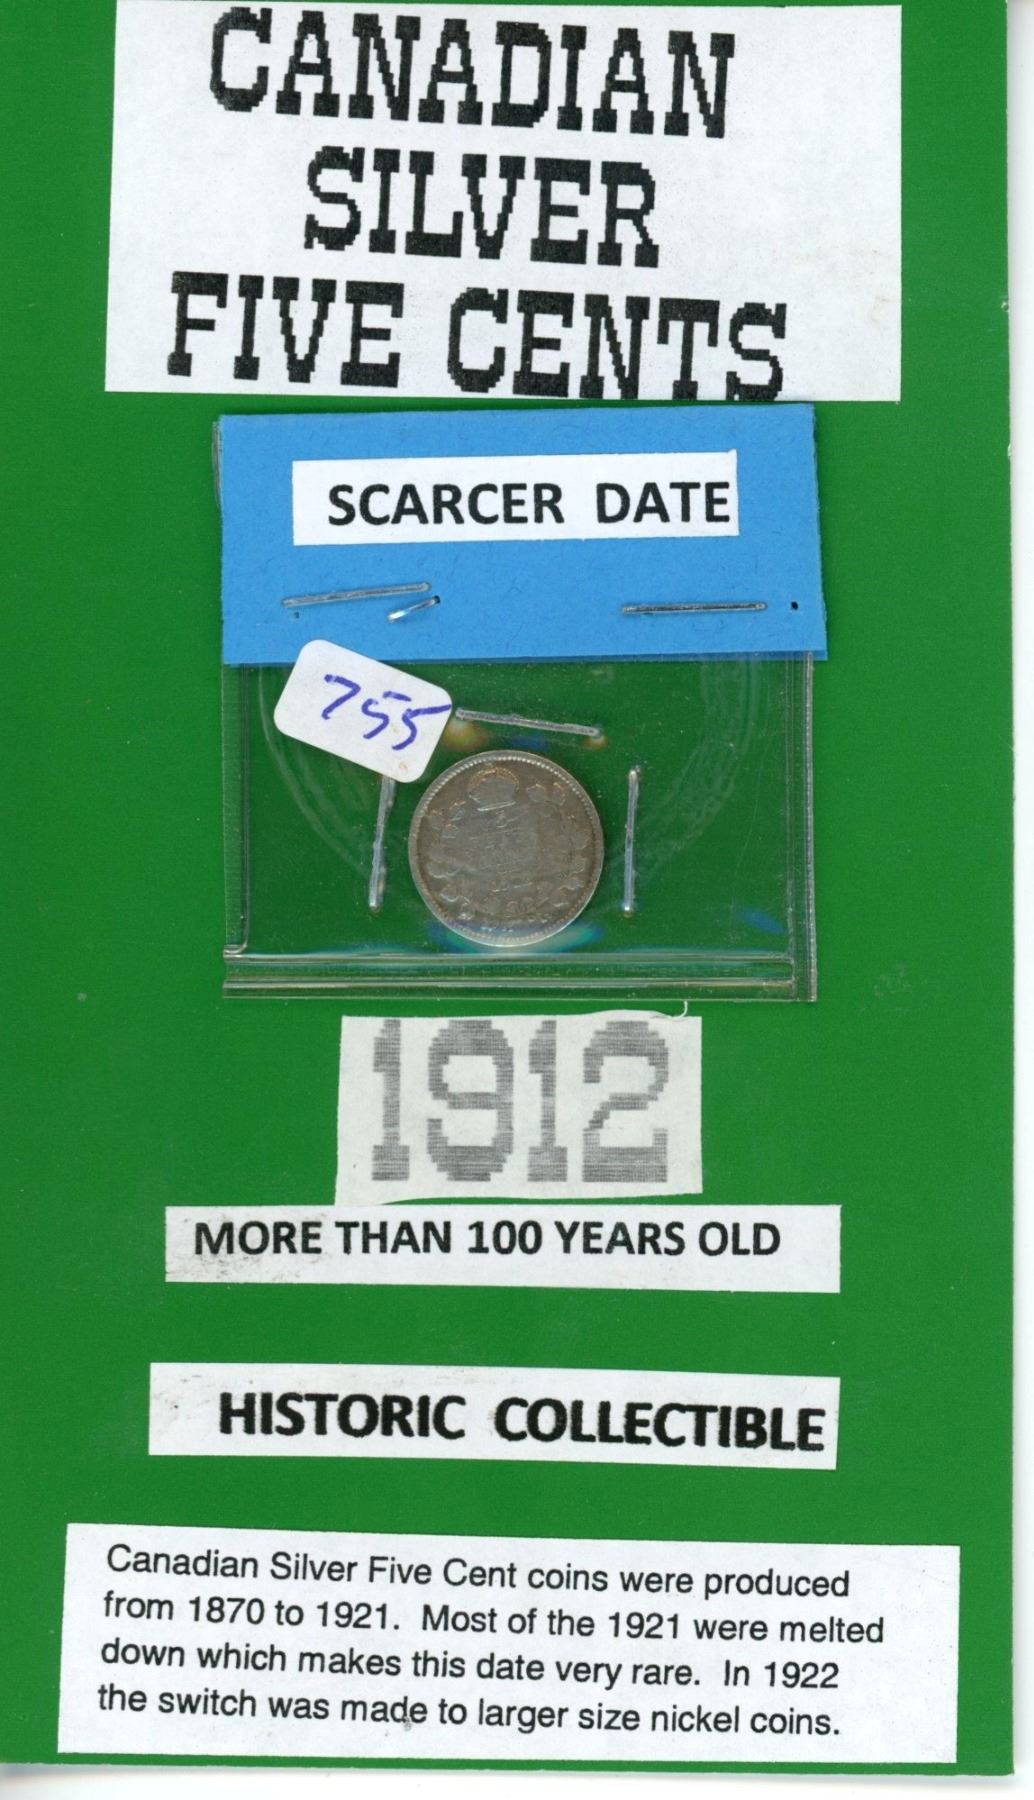 CANADIAN
SILVER
FIVE CENTS
SCARCER DATE
755
1912
MORE THAN 100 YEARS OLD
HISTORIC COLLECTIBLE
Canadian Silver Five Cent coins were produced
from 1870 to 1921. Most of the 1921 were melted
down which makes this date very rare. In 1922
the switch was made to larger size nickel coins.